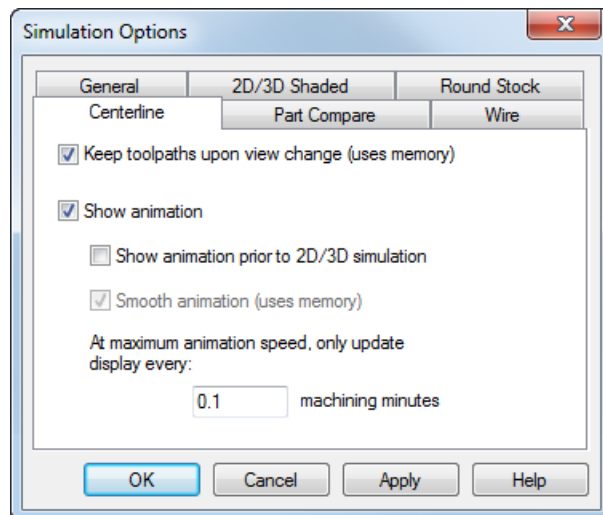 Simulation Options
General 2D/3D Shaded Round Stock
Centerline Part Compare Wire
Keep toolpaths upon view change (uses memory)
Show animation
Show animation prior to 2D/3D simulation
Smooth animation (uses memory)
At maximum animation speed, only update
display every:
0.1 machining minutes
OK Cancel Apply Help